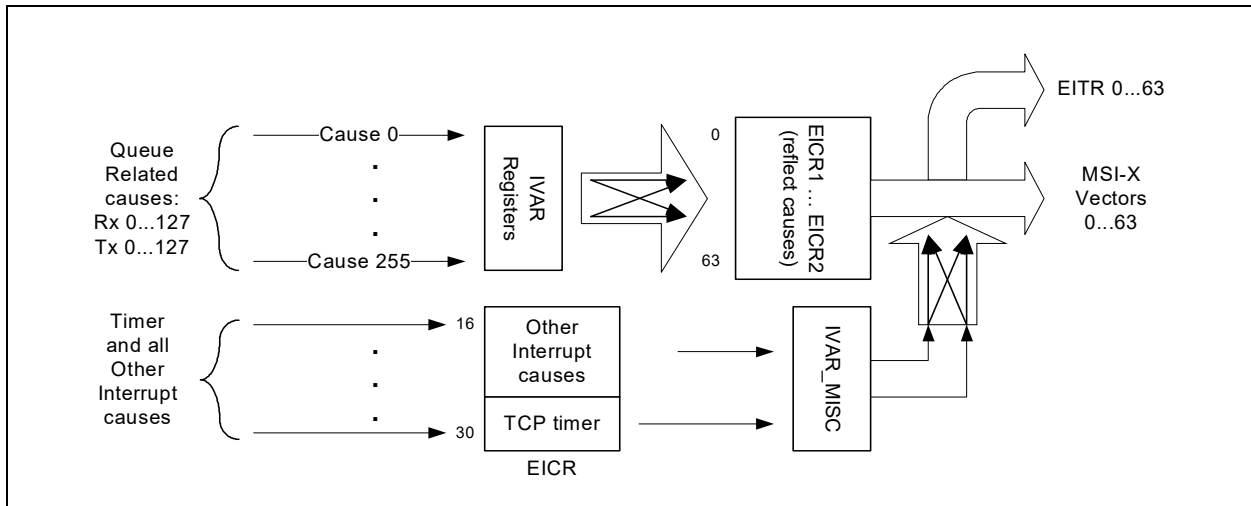 Queue
Related
causes:
Rx 0...127
Tx 0...127
Cause 0
.
.
.
Cause 255
IVAR
Registers
0
63
EICR1 ... EICR2
(reflect causes)
EITR 0...63
MSI-X
Vectors
0...63
Timer
and all
Other
Interrupt
causes
.
.
.
16
30
Other
Interrupt
causes
TCP timer
EICR
IVAR_MISC